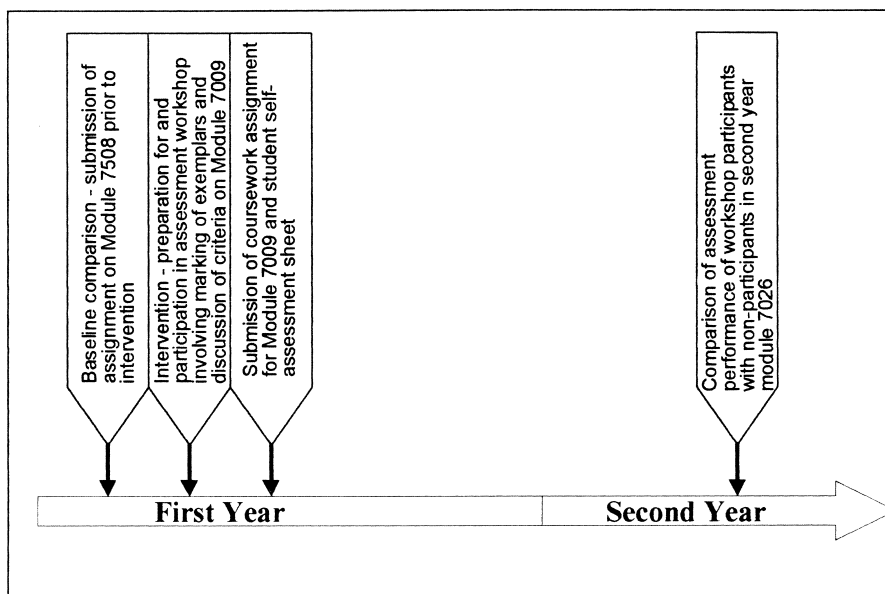 Baseline comparison - submission of
assignment on Module 7508 prior to
intervention
Intervention - preparation for and
participation in assessment workshop
involving marking of exemplars and
discussion of criteria on Module 7009
Submission of coursework assignment
for Module 7009 and student self-
assessment sheet
Comparison of assessment
performance of workshop participants
with non-participants in second year
module 7026
First Year
Second Year